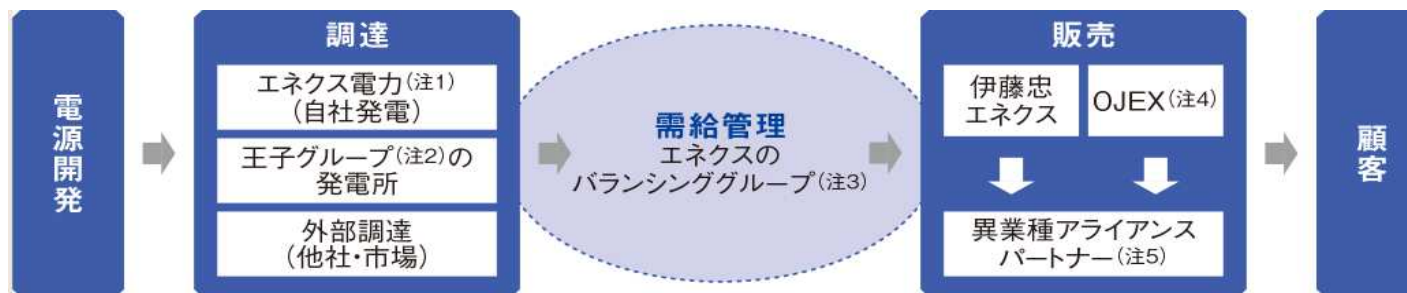 電源開発
調達
エネクス電力(注1)
(自社発電)
王子グループ(注2)の
発電所
外部調達
(他社・市場)
需給管理
エネクスの
バランシンググループ(注3)
販売
伊藤忠
エネクス
OJEX(注4)
異業種アライアンス
パートナー(注5)
顧客